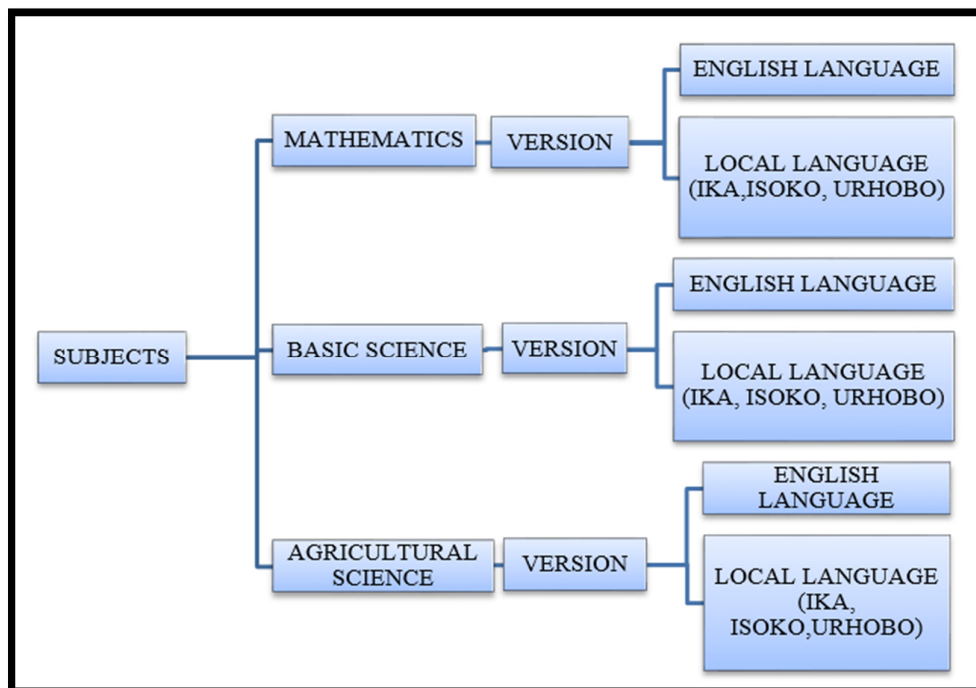 SUBJECTS
MATHEMATICS
VERSION
ENGLISH LANGUAGE
LOCAL LANGUAGE
(IKA,ISOKO, URHOBO)
BASIC SCIENCE
VERSION
ENGLISH LANGUAGE
LOCAL LANGUAGE
(IKA, ISOKO, URHOBO)
AGRICULTURAL
SCIENCE
VERSION
ENGLISH
LANGUAGE
LOCAL LANGUAGE
(IKA,
ISOKO,URHOBO)